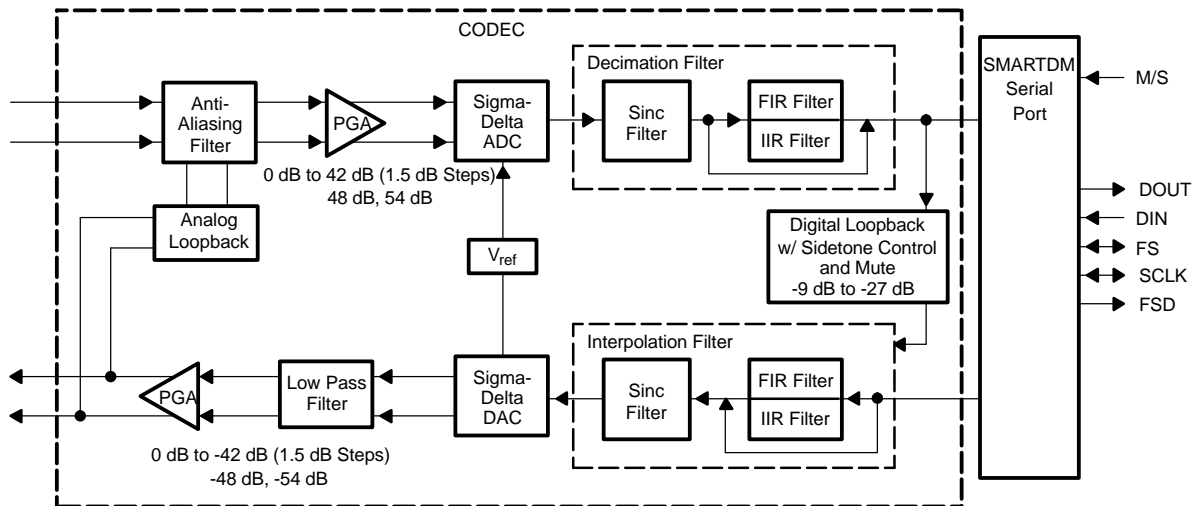 CODEC
Decimation Filter
Anti-
Aliasing
Filter
PGA
Sigma-
Delta
ADC
Sinc
Filter
FIR Filter
IIR Filter
0 dB to 42 dB (1.5 dB Steps)
48 dB, 54 dB
Analog
Loopback
Vref
Digital Loopback
w/ Sidetone Control
and Mute
-9 dB to -27 dB
Interpolation Filter
PGA
Low Pass
Filter
Sigma-
Delta
DAC
Sinc
Filter
FIR Filter
IIR Filter
0 dB to -42 dB (1.5 dB Steps)
-48 dB, -54 dB
SMARTDM
Serial
Port
M/S
DOUT
DIN
FS
SCLK
FSD